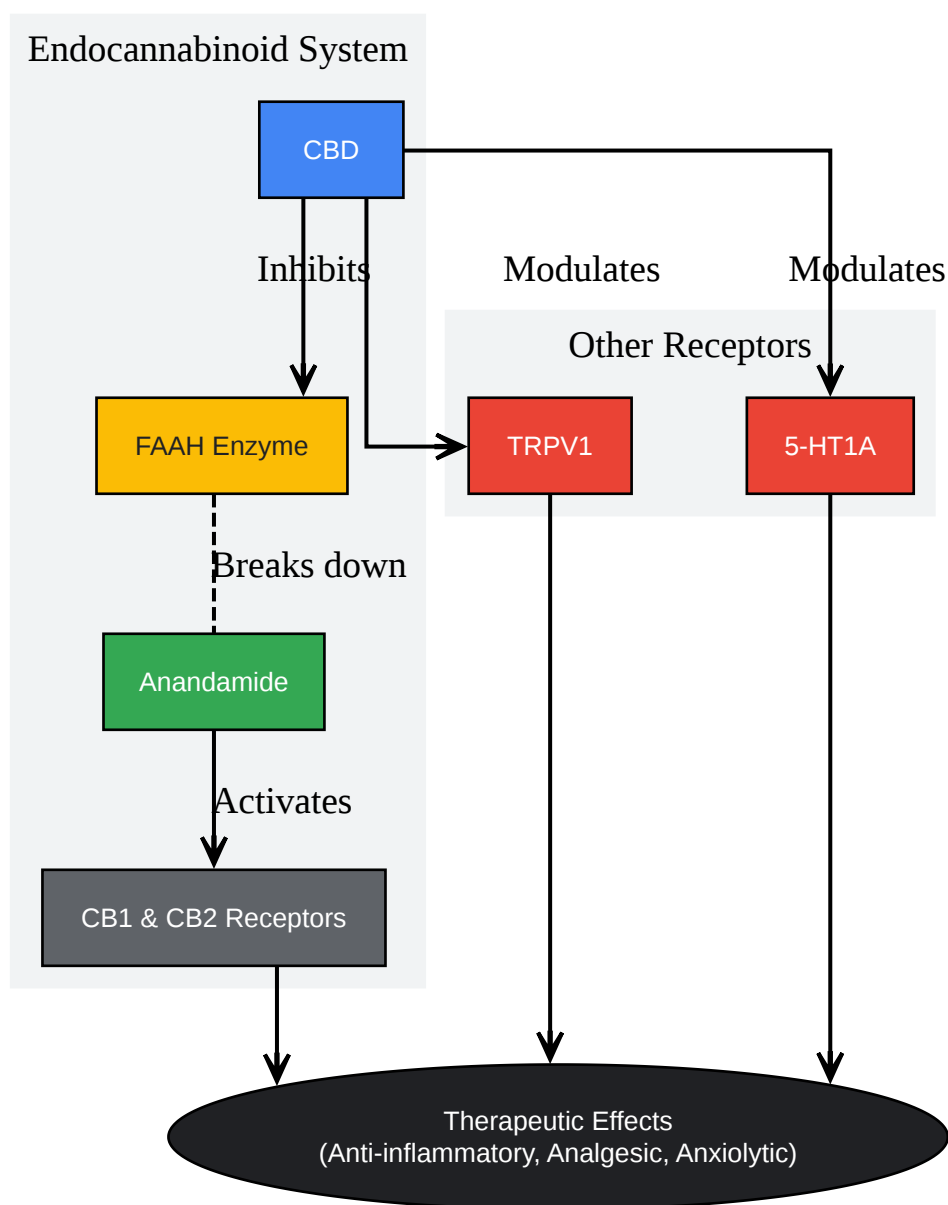 Endocannabinoid System
CBD
Inhibits
Modulates
Modulates
Other Receptors
FAAH Enzyme
TRPV1
5-HT1A
Breaks down
Anandamide
Activates
CB1 & CB2 Receptors
Therapeutic Effects
(Anti-inflammatory, Analgesic, Anxiolytic)